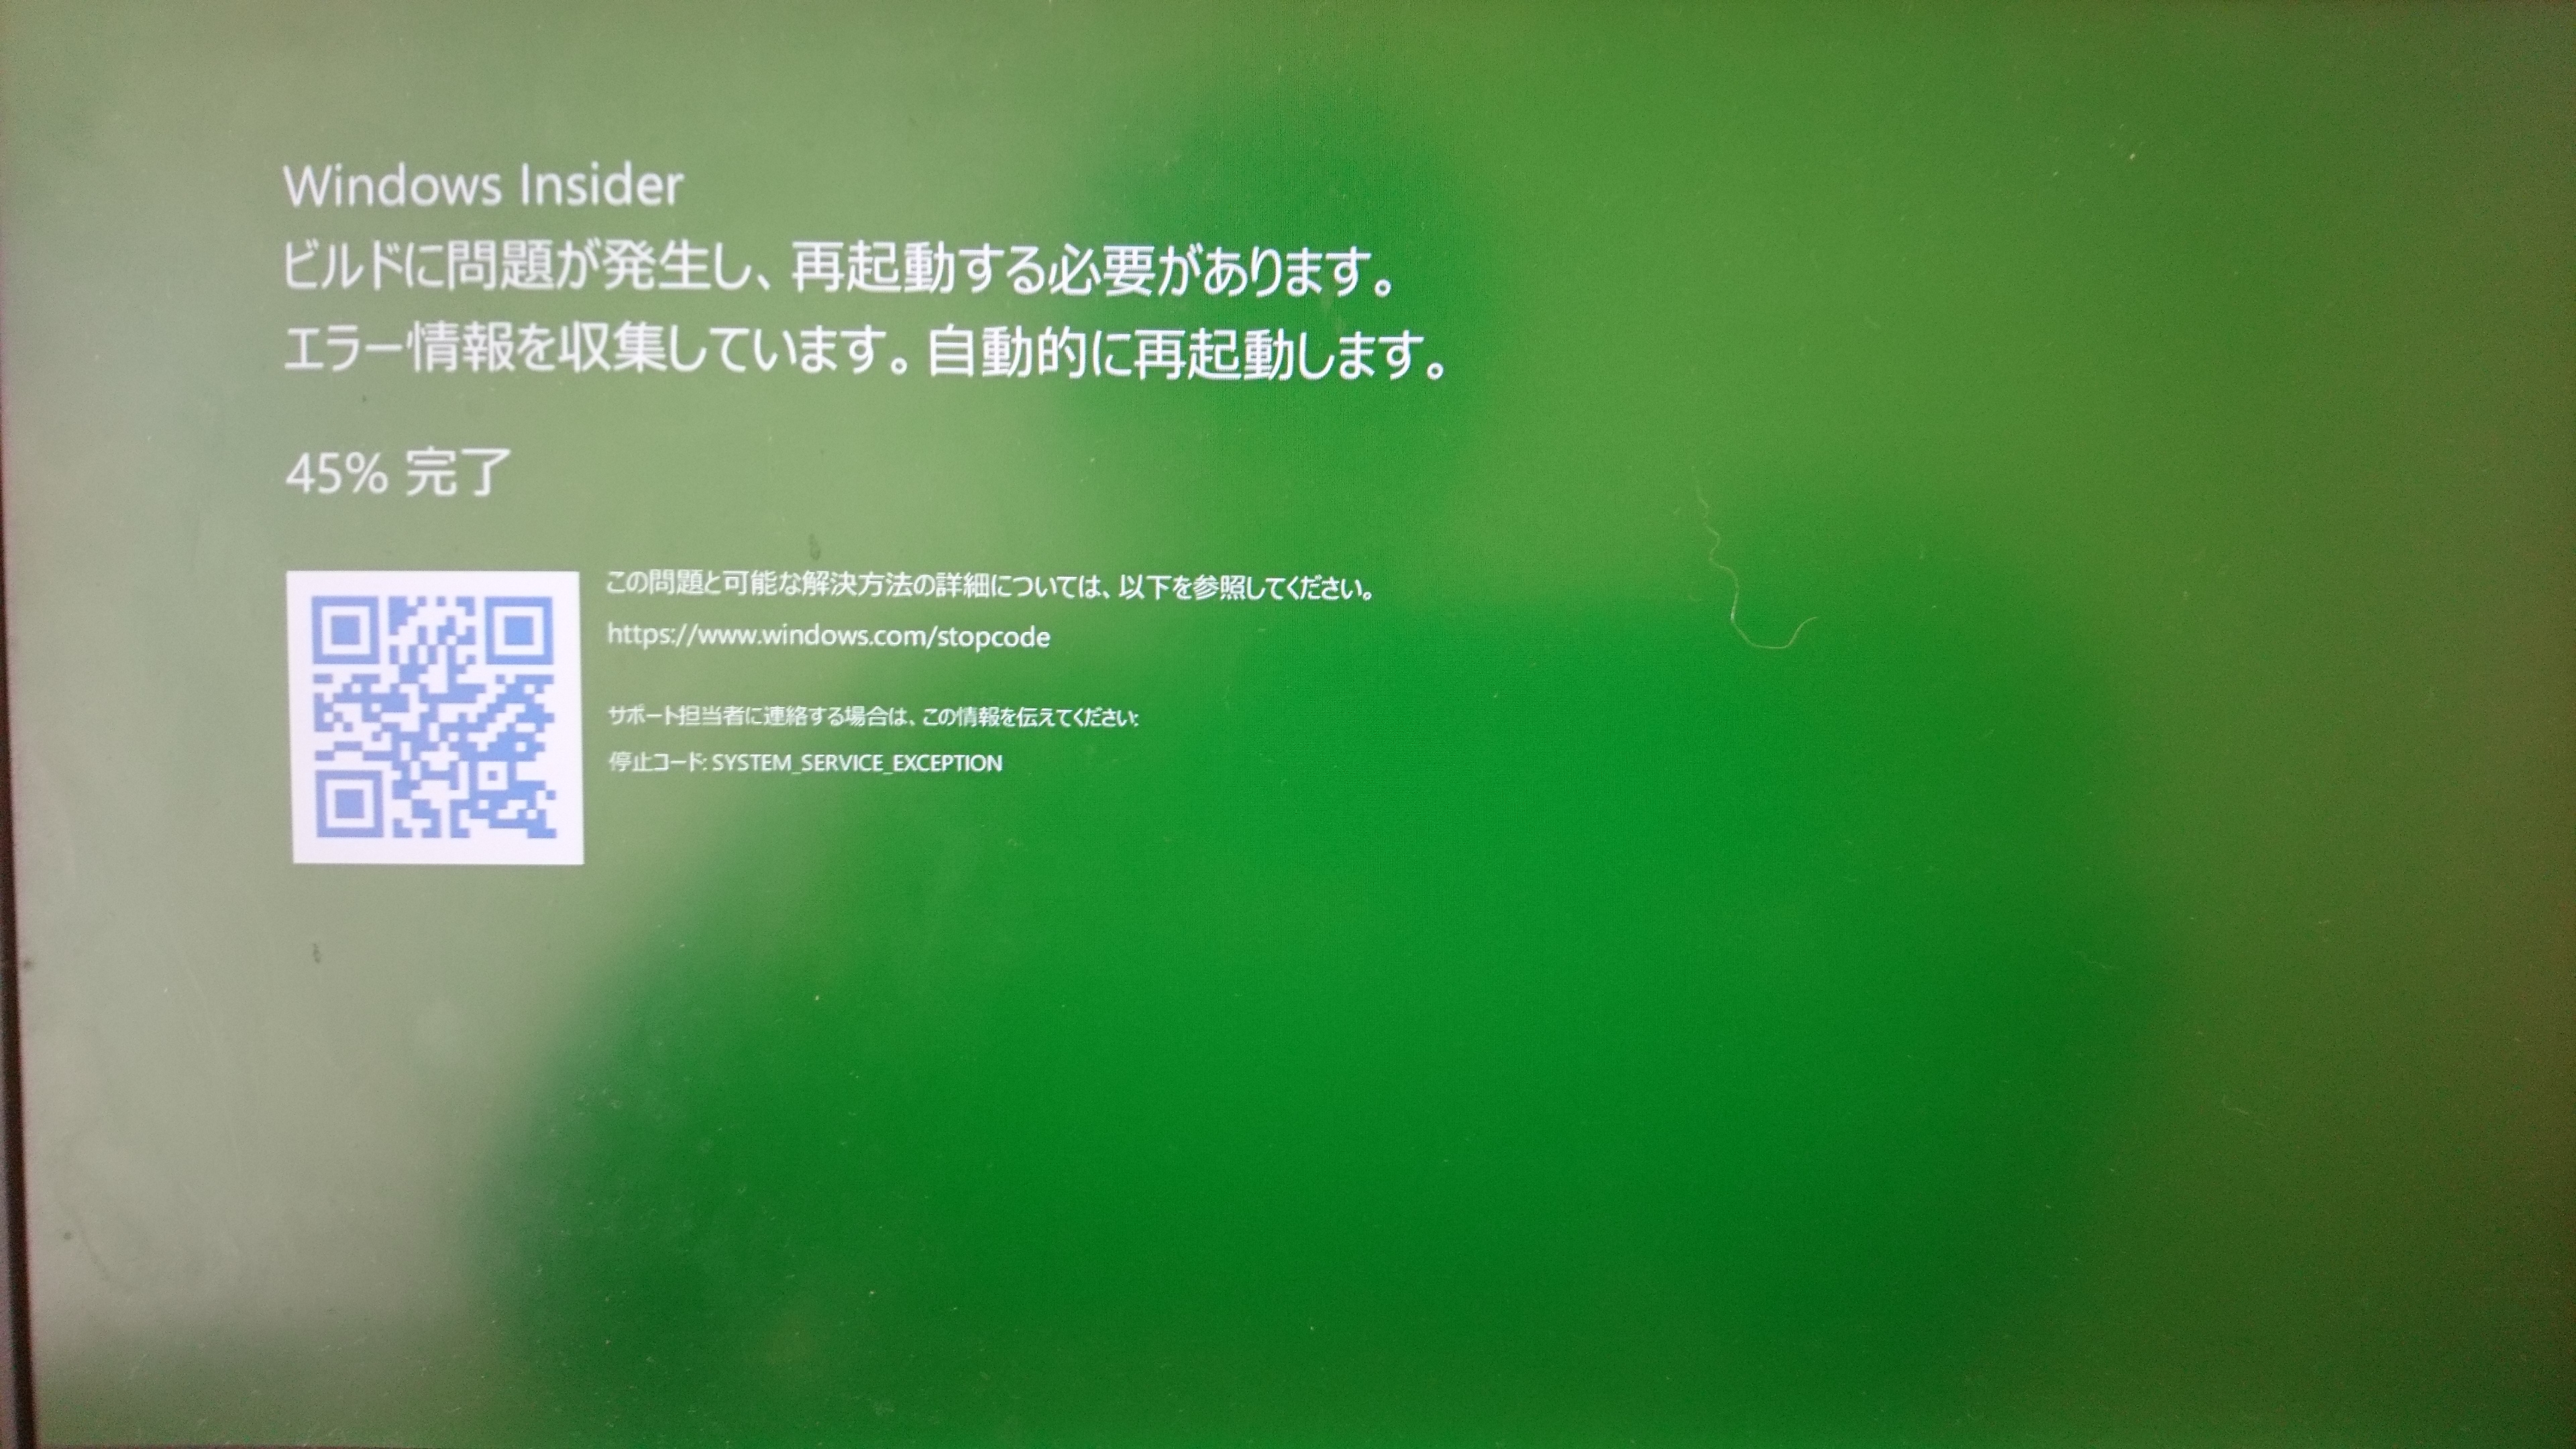 Windows Insider
ビルドに問題が発生し、再起動する必要があります。
エラー情報を収集しています。自動的に再起動します。
45% 完了
この問題と可能な解決方法の詳細については、以下を参照してください。
https://www.windows.com/stopcode
サポート担当者に連絡する場合は、この情報を伝えてください:
停止コード: SYSTEM_SERVICE_EXCEPTION